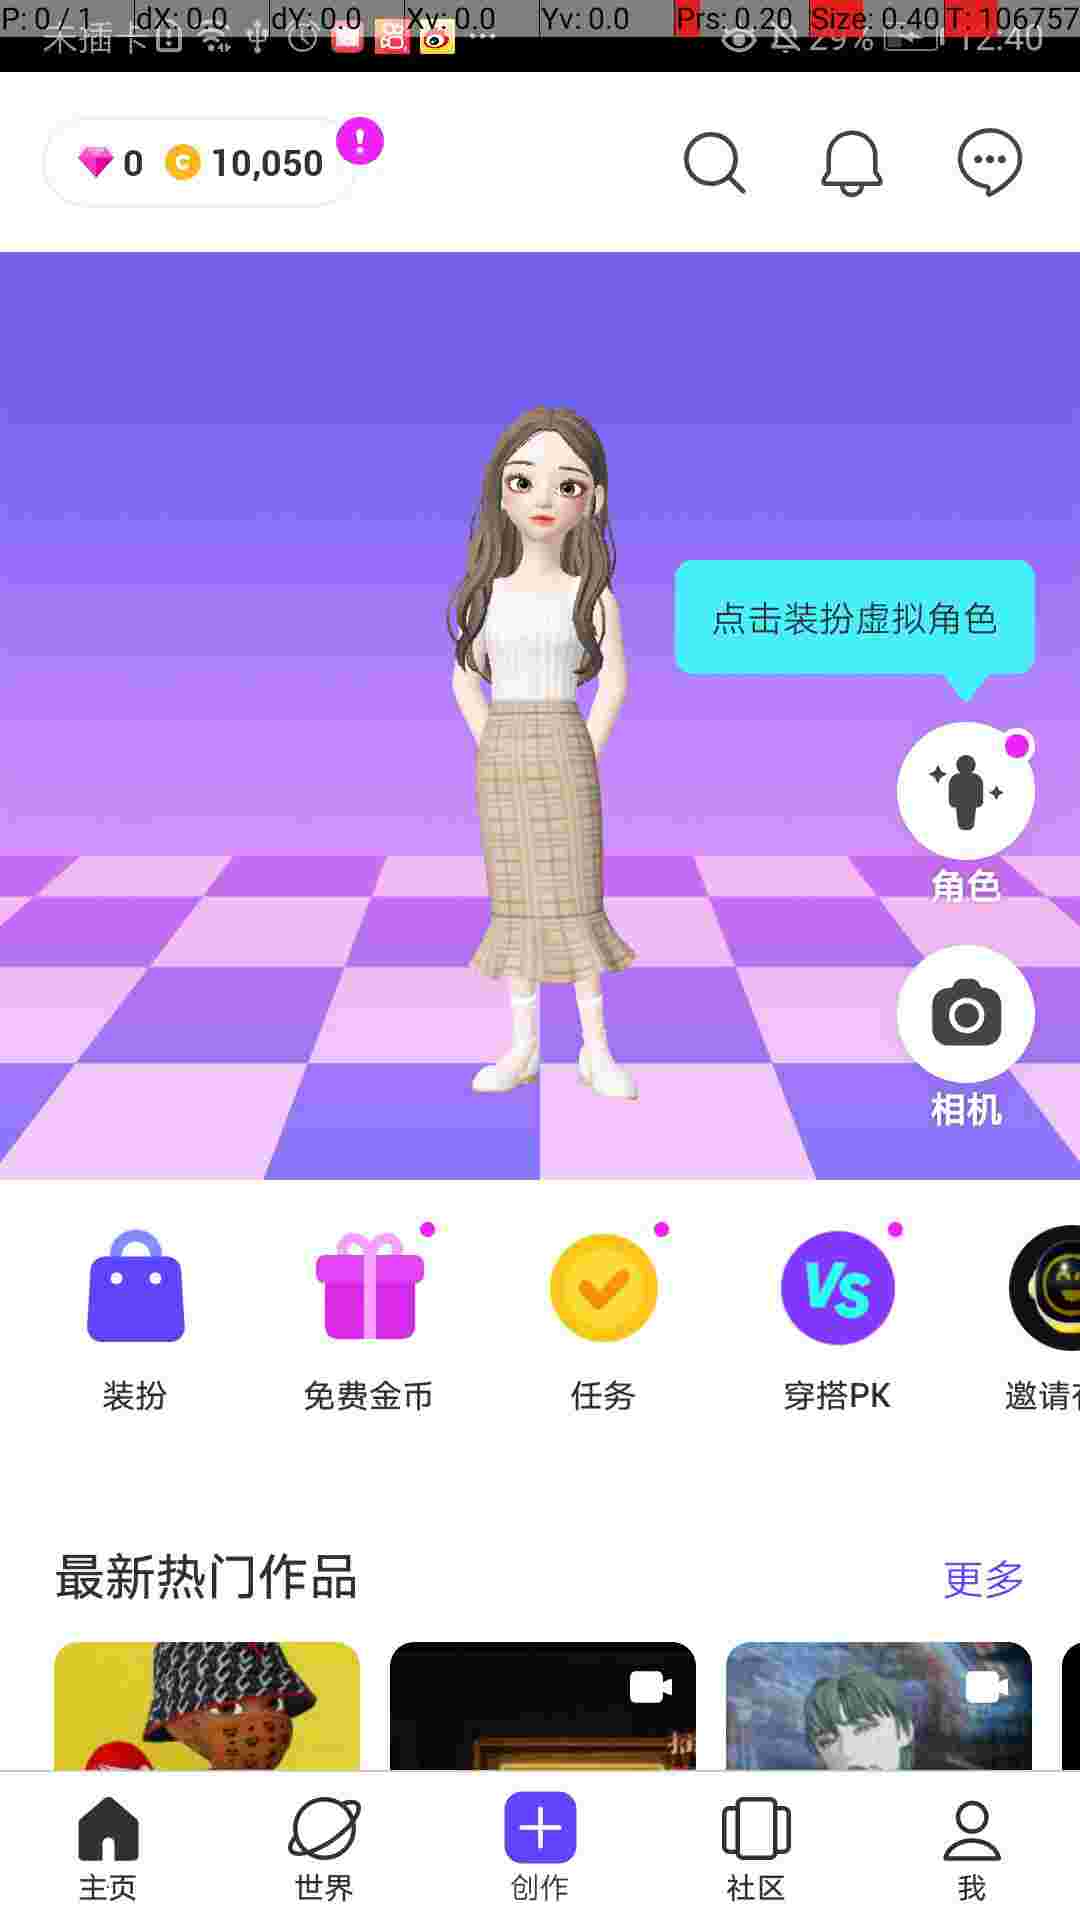 P: 0 / 1 dX: 0.0 dY: 0.0 Xv: 0.0 Yv: 0.0 Prs: 0.20 Size: 0.40 T: 106757
未插卡 29% 12:40
0 C 10,050 !
点击装扮虚拟角色
角色
相机
VS
装扮 免费金币 任务 穿搭PK 邀请
最新热门作品 更多
主页 世界 创作 社区 我